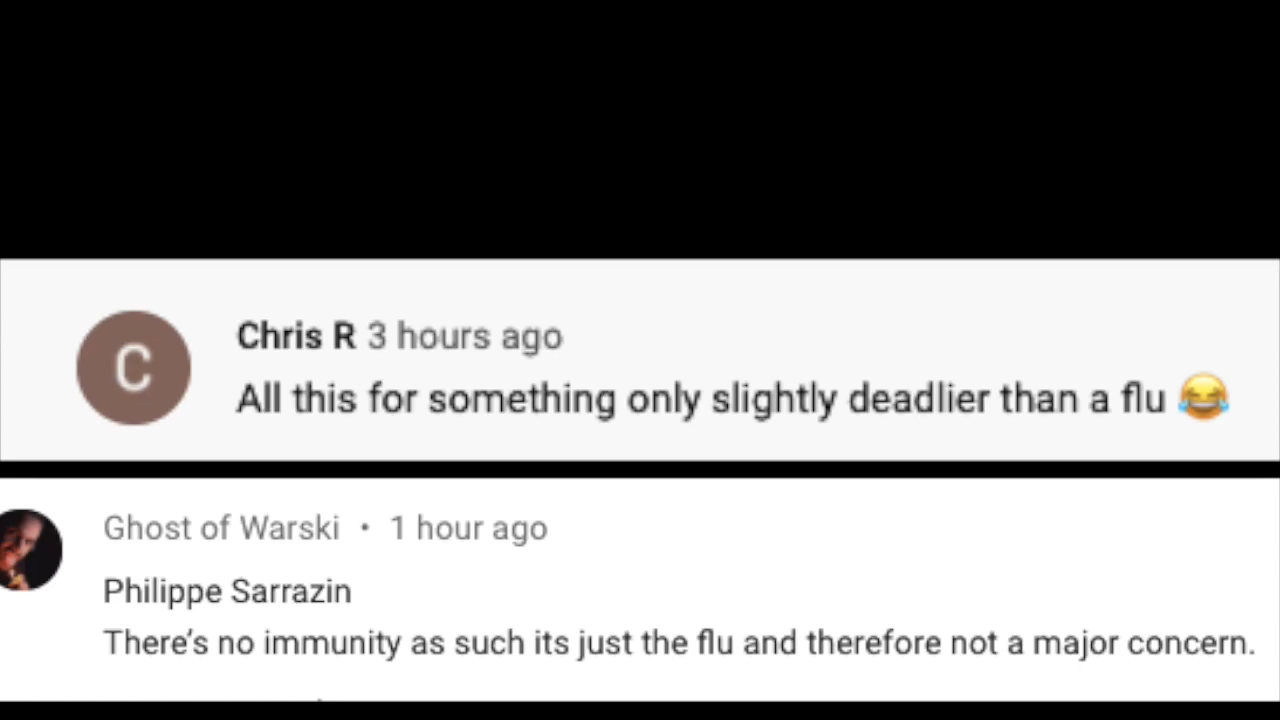 C
Chris R 3 hours ago
All this for something only slightly deadlier than a flu 😂
Ghost of Warski • 1 hour ago
Philippe Sarrazin
There's no immunity as such its just the flu and therefore not a major concern.